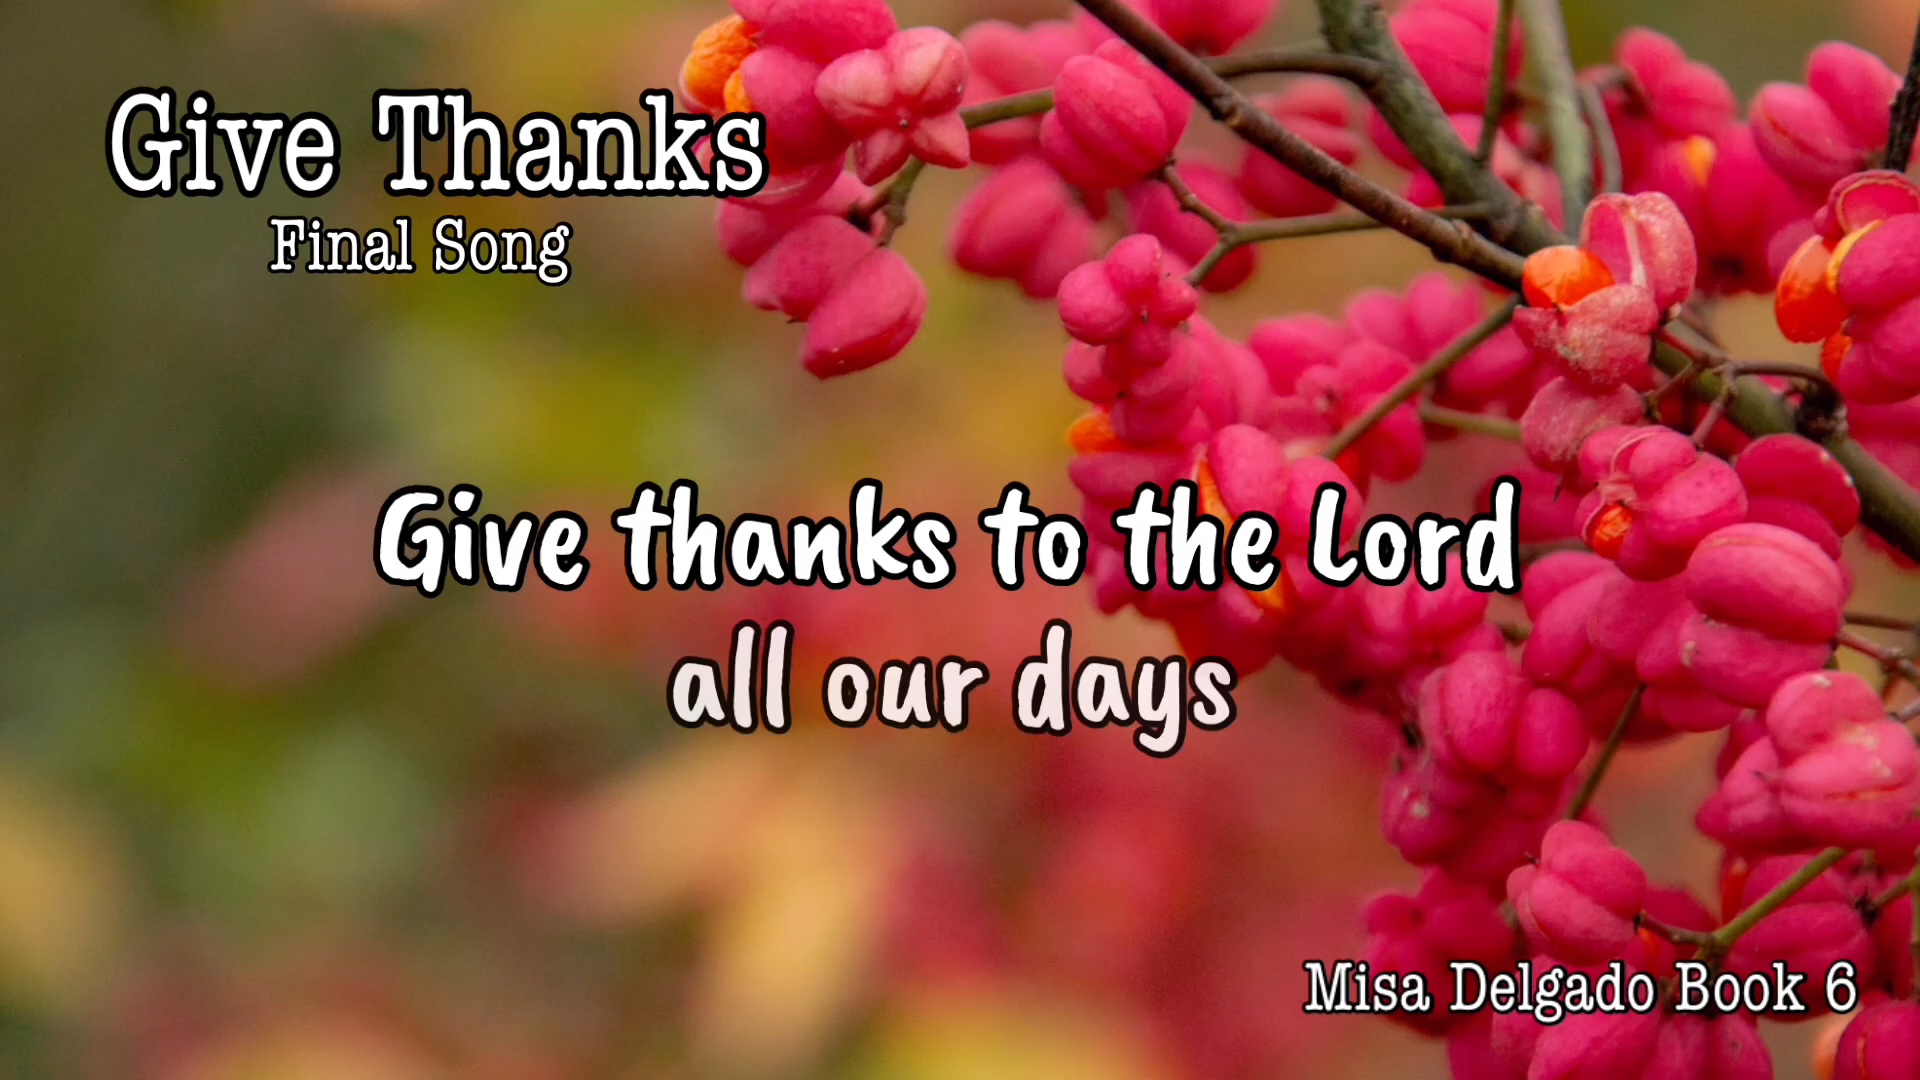 Give Thanks
Final Song
Give thanks to the Lord
all our days
Misa Delgado Book 6